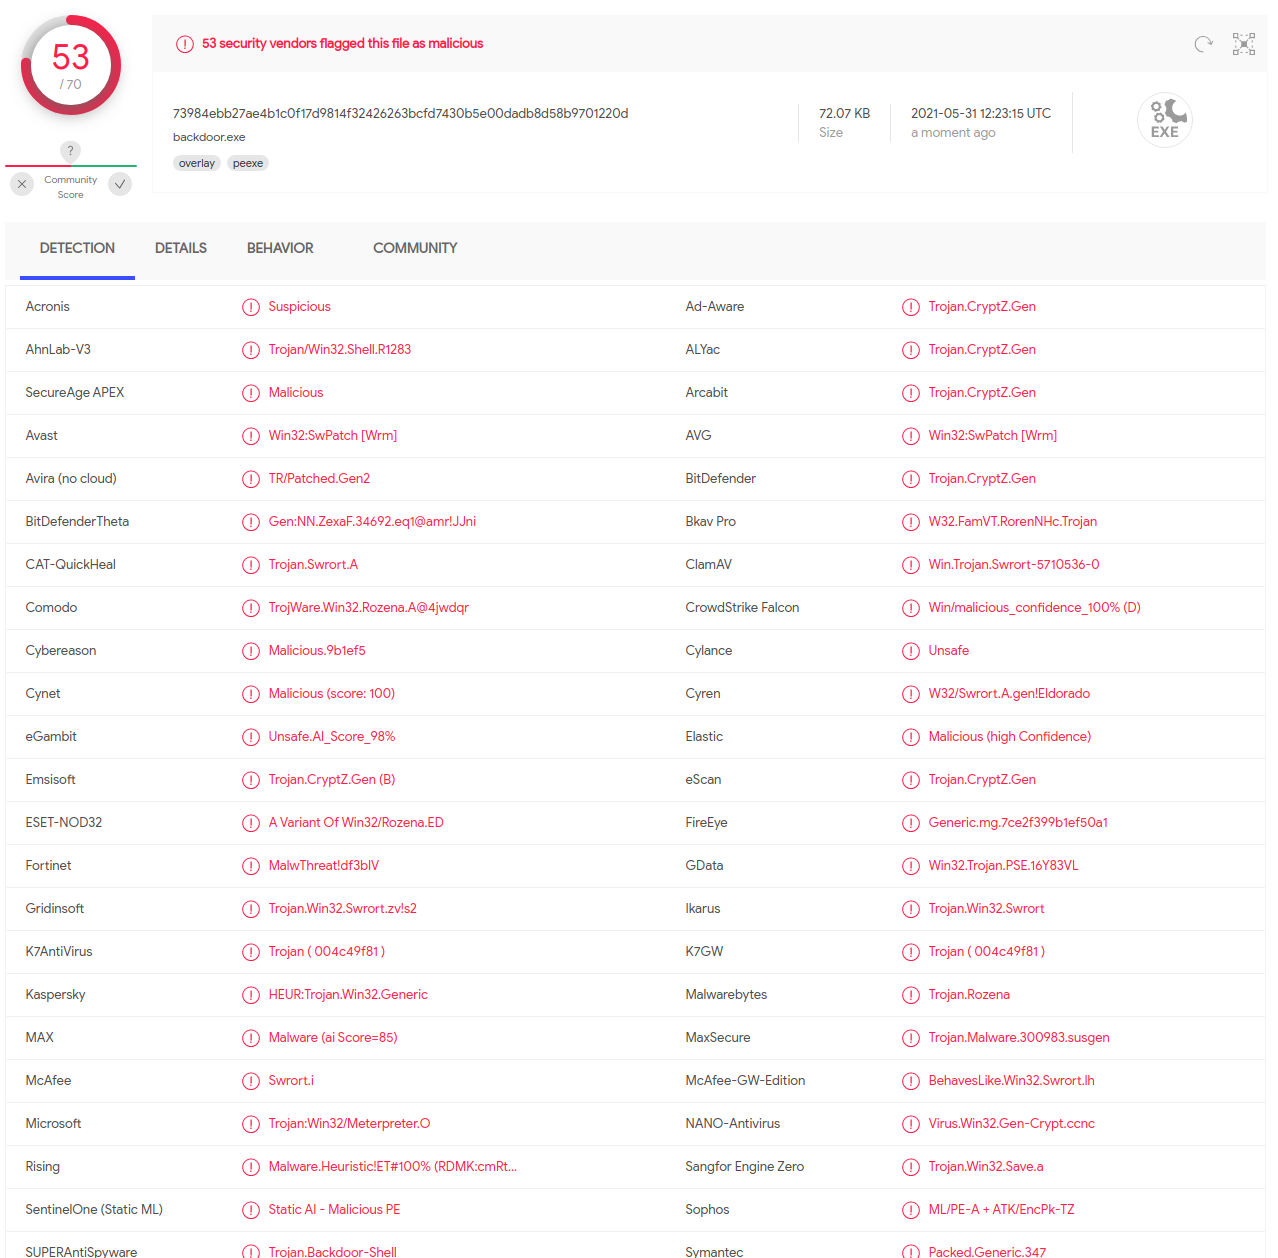 53
/ 70
?
Community
Score
53 security vendors flagged this file as malicious
73984ebb27ae4b1c0f17d9814f32426263bcfd7430b5e00dadb8d58b9701220d
backdoor.exe
overlay peexe
72.07 KB
Size
2021-05-31 12:23:15 UTC
a moment ago
EXE
DETECTION DETAILS BEHAVIOR COMMUNITY
Acronis Suspicious Ad-Aware Trojan.CryptZ.Gen
AhnLab-V3 Trojan/Win32.Shell.R1283 ALYac Trojan.CryptZ.Gen
SecureAge APEX Malicious Arcabit Trojan.CryptZ.Gen
Avast Win32:SwPatch [Wrm] AVG Win32:SwPatch [Wrm]
Avira (no cloud) TR/Patched.Gen2 BitDefender Trojan.CryptZ.Gen
BitDefenderTheta Gen:NN.ZexaF.34692.eq1@amr!JJni Bkav Pro W32.FamVT.RorenNHc.Trojan
CAT-QuickHeal Trojan.Swrort.A ClamAV Win.Trojan.Swrort-5710536-0
Comodo TrojWare.Win32.Rozena.A@4jwdqr CrowdStrike Falcon Win/malicious_confidence_100% (D)
Cybereason Malicious.9b1ef5 Cylance Unsafe
Cynet Malicious (score: 100) Cyren W32/Swrort.A.gen!Eldorado
eGambit Unsafe.AI_Score_98% Elastic Malicious (high Confidence)
Emsisoft Trojan.CryptZ.Gen (B) eScan Trojan.CryptZ.Gen
ESET-NOD32 A Variant Of Win32/Rozena.ED FireEye Generic.mg.7ce2f399b1ef50a1
Fortinet MalwThreat!df3bIV GData Win32.Trojan.PSE.16Y83VL
Gridinsoft Trojan.Win32.Swrort.zv!s2 Ikarus Trojan.Win32.Swrort
K7AntiVirus Trojan ( 004c49f81 ) K7GW Trojan ( 004c49f81 )
Kaspersky HEUR:Trojan.Win32.Generic Malwarebytes Trojan.Rozena
MAX Malware (ai Score=85) MaxSecure Trojan.Malware.300983.susgen
McAfee Swrort.i McAfee-GW-Edition BehavesLike.Win32.Swrort.lh
Microsoft Trojan:Win32/Meterpreter.O NANO-Antivirus Virus.Win32.Gen-Crypt.ccnc
Rising Malware.Heuristic!ET#100% (RDMK:cmRt... Sangfor Engine Zero Trojan.Win32.Save.a
SentinelOne (Static ML) Static AI - Malicious PE Sophos ML/PE-A + ATK/EncPk-TZ
SUPERAntiSpyware Trojan.Backdoor-Shell Symantec Packed.Generic.347